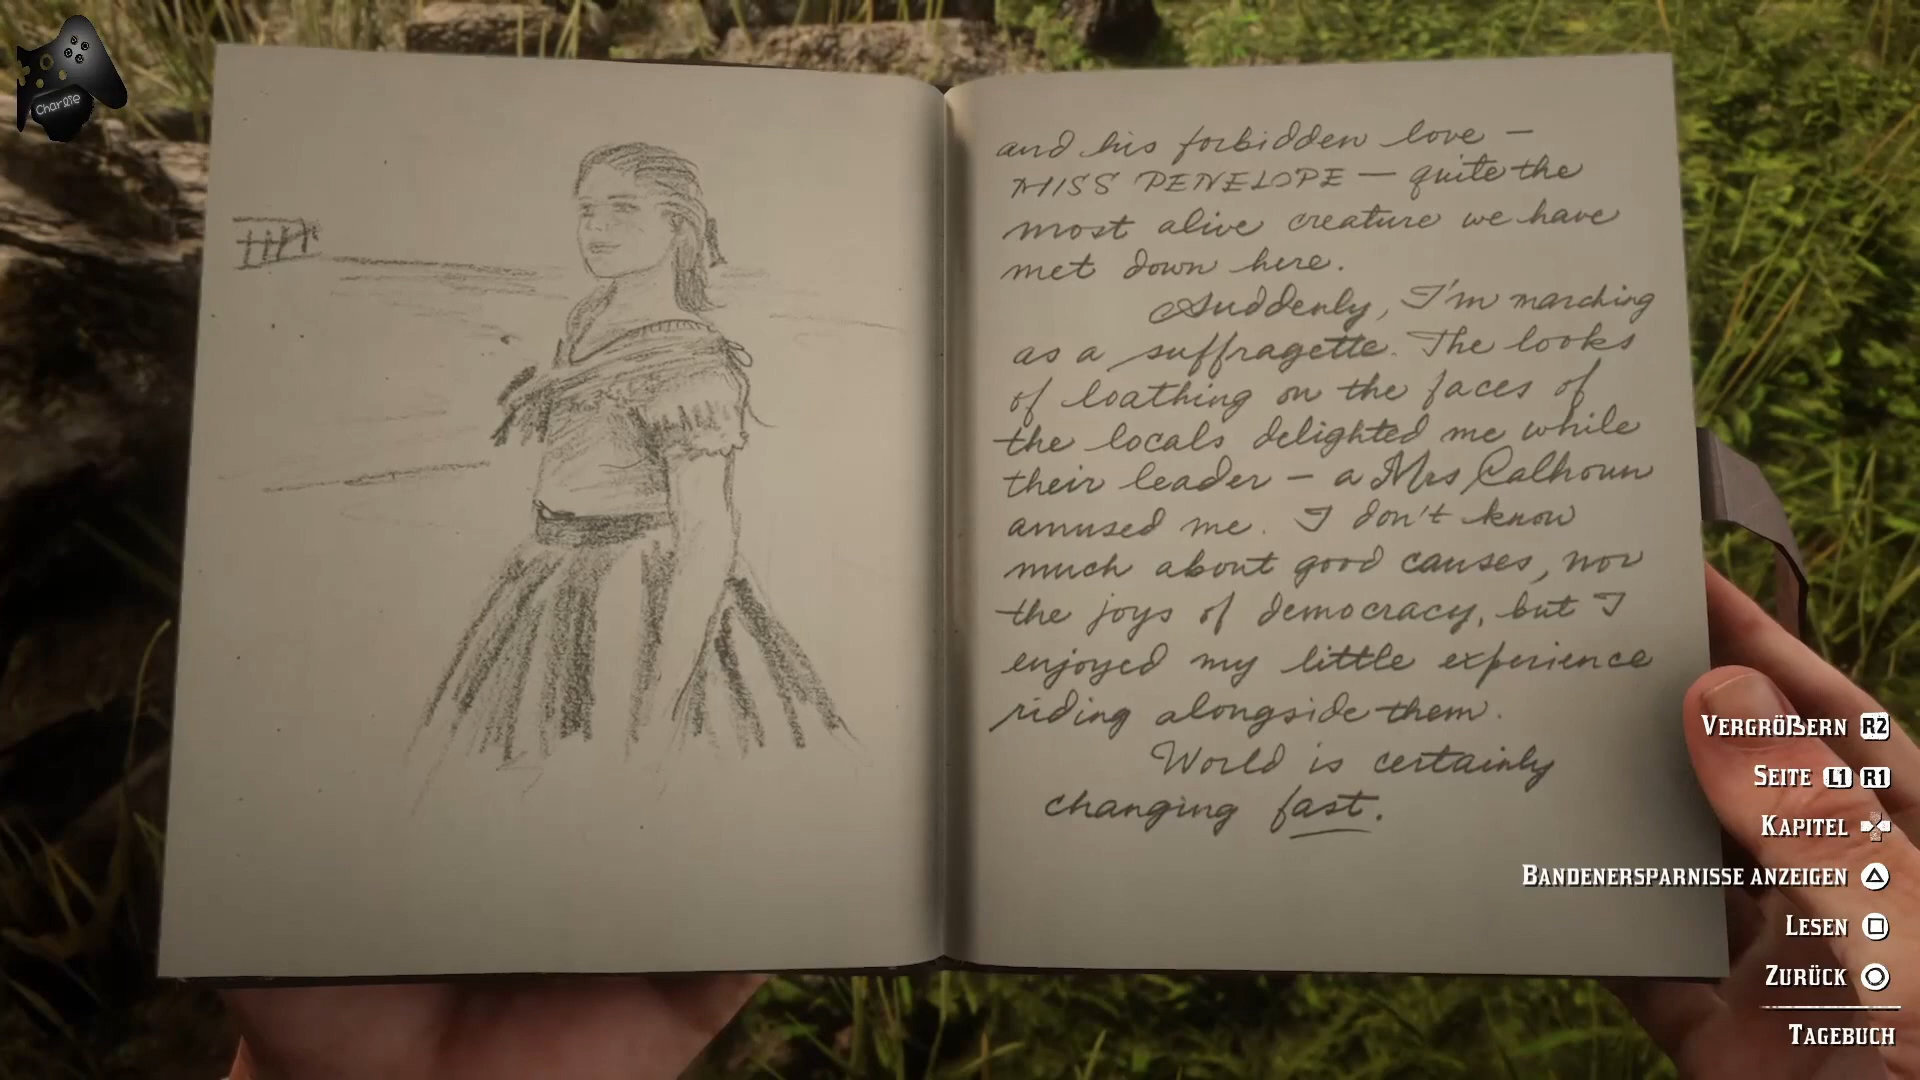 Charlie
and his forbidden love —
MISS PENELOPE — quite the
most alive creature we have
met down here.
Suddenly, I'm marching
as a suffragette. The looks
of loathing on the faces of
the locals delighted me while
their leader — a Mrs Calhoun
amused me. I don't know
much about good causes, nor
the joys of democracy, but I
enjoyed my little experience
riding alongside them.
World is certainly
changing fast.
VERGRÖẞERN R2
SEITE L1 R1
KAPITEL
BANDENERSPARNISSE ANZEIGEN
LESEN
ZURÜCK
TAGEBUCH